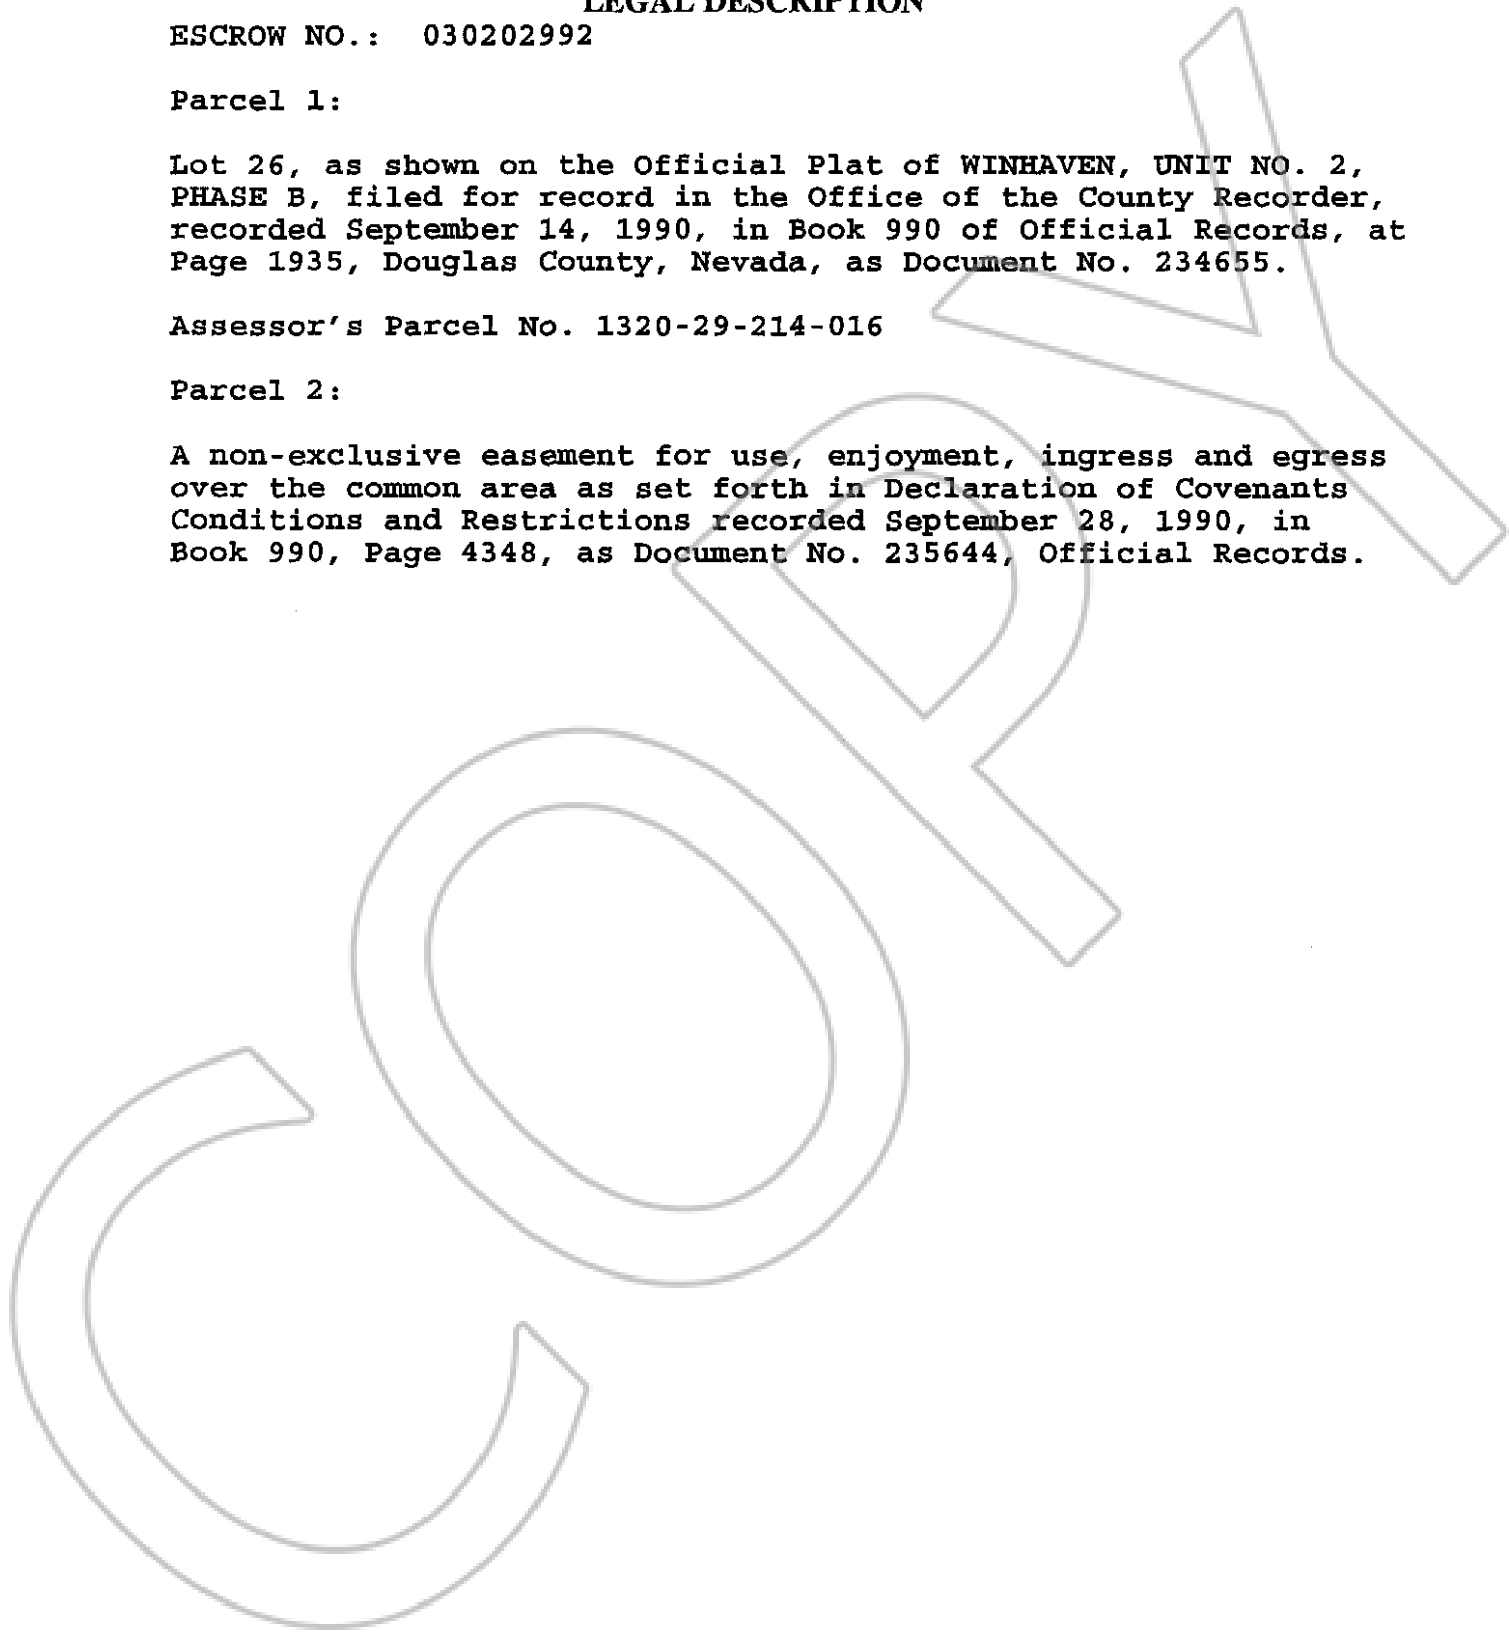 LEGAL DESCRIPTION
ESCROW NO.: 030202992
Parcel 1:
Lot 26, as shown on the Official Plat of WINHAVEN, UNIT NO. 2,
PHASE B, filed for record in the Office of the County Recorder,
recorded September 14, 1990, in Book 990 of Official Records, at
Page 1935, Douglas County, Nevada, as Document No. 234655.
Assessor's Parcel No. 1320-29-214-016
Parcel 2:
A non-exclusive easement for use, enjoyment, ingress and egress
over the common area as set forth in Declaration of Covenants
Conditions and Restrictions recorded September 28, 1990, in
Book 990, Page 4348, as Document No. 235644, Official Records.
COPY